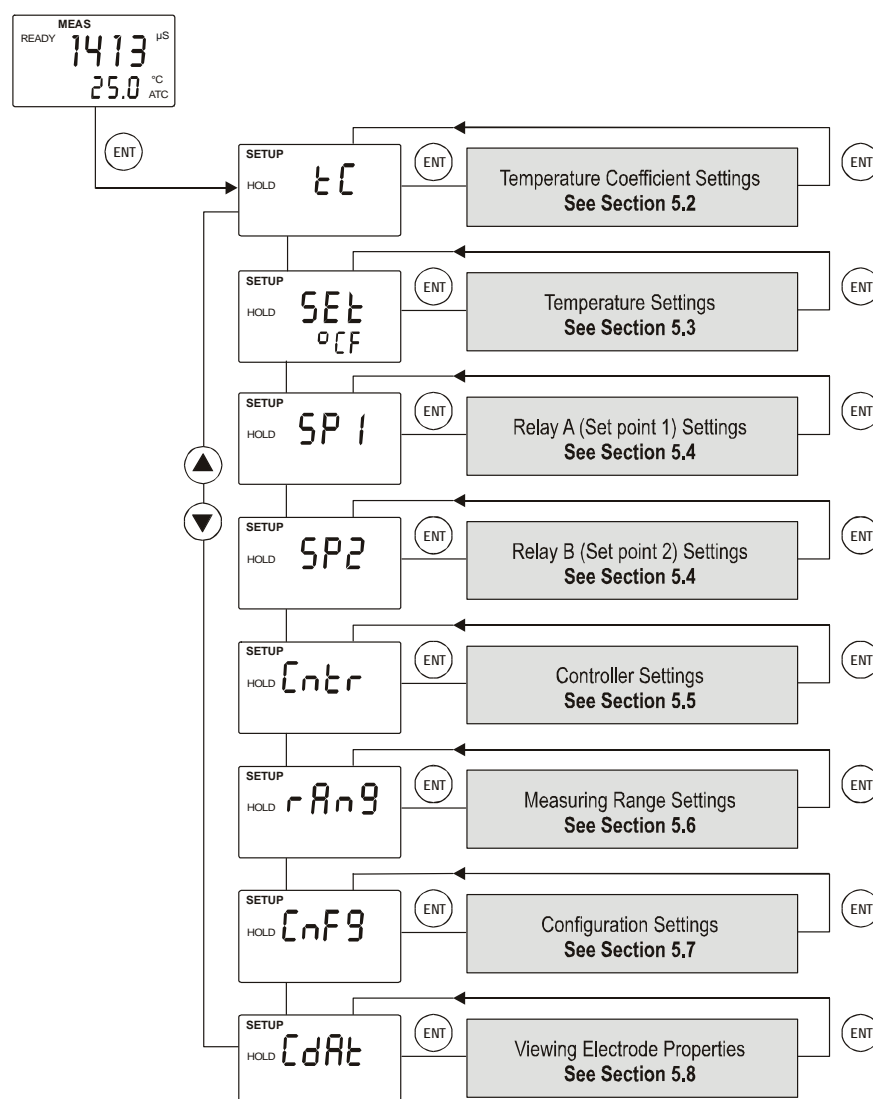 MEAS
READY 1413 µS
25.0 °C
ATC
ENT
SETUP
HOLD tC
ENT
Temperature Coefficient Settings
See Section 5.2
ENT
SETUP
HOLD SEt
°CF
ENT
Temperature Settings
See Section 5.3
ENT
SETUP
HOLD SP1
ENT
Relay A (Set point 1) Settings
See Section 5.4
ENT
SETUP
HOLD SP2
ENT
Relay B (Set point 2) Settings
See Section 5.4
ENT
SETUP
HOLD Cntr
ENT
Controller Settings
See Section 5.5
ENT
SETUP
HOLD rAng
ENT
Measuring Range Settings
See Section 5.6
ENT
SETUP
HOLD CnFg
ENT
Configuration Settings
See Section 5.7
ENT
SETUP
HOLD CdAt
ENT
Viewing Electrode Properties
See Section 5.8
ENT